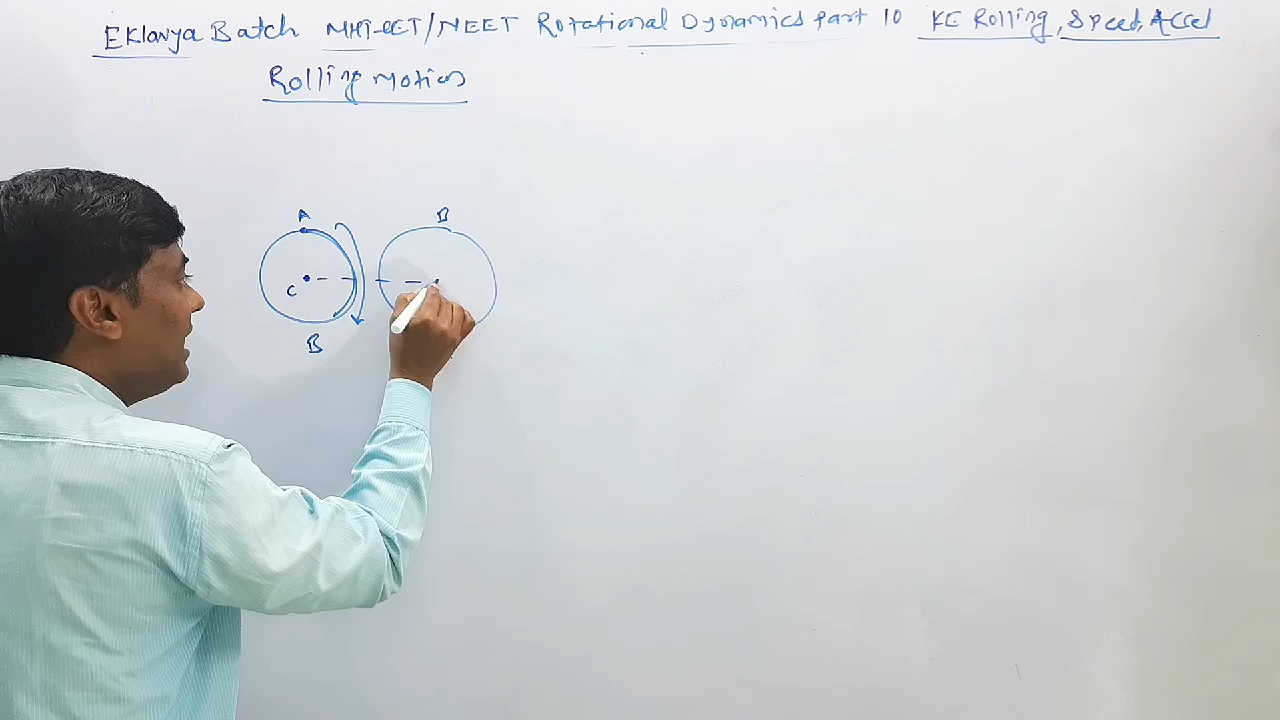 Eklavya Batch MHT-CET/NEET Rotational Dynamics part 10 KE Rolling, Speed, Accel
Rolling Motion
A B
C
B